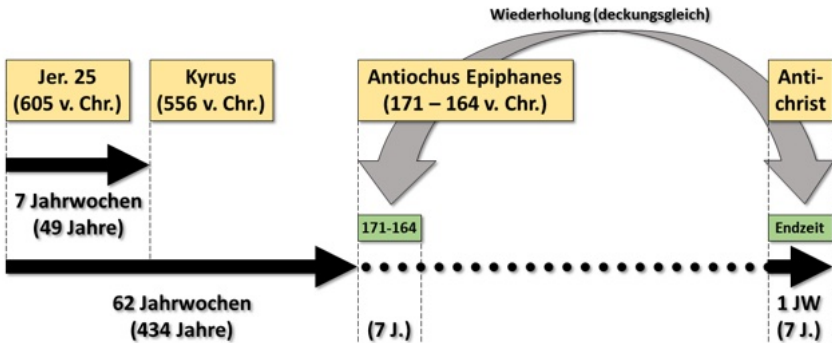 Wiederholung (deckungsgleich)
Jer. 25
(605 v. Chr.)
Kyrus
(556 v. Chr.)
Antiochus Epiphanes
(171 – 164 v. Chr.)
Anti-
christ
7 Jahrwochen
(49 Jahre)
171-164
Endzeit
62 Jahrwochen
(434 Jahre)
(7 J.)
1 JW
(7 J.)